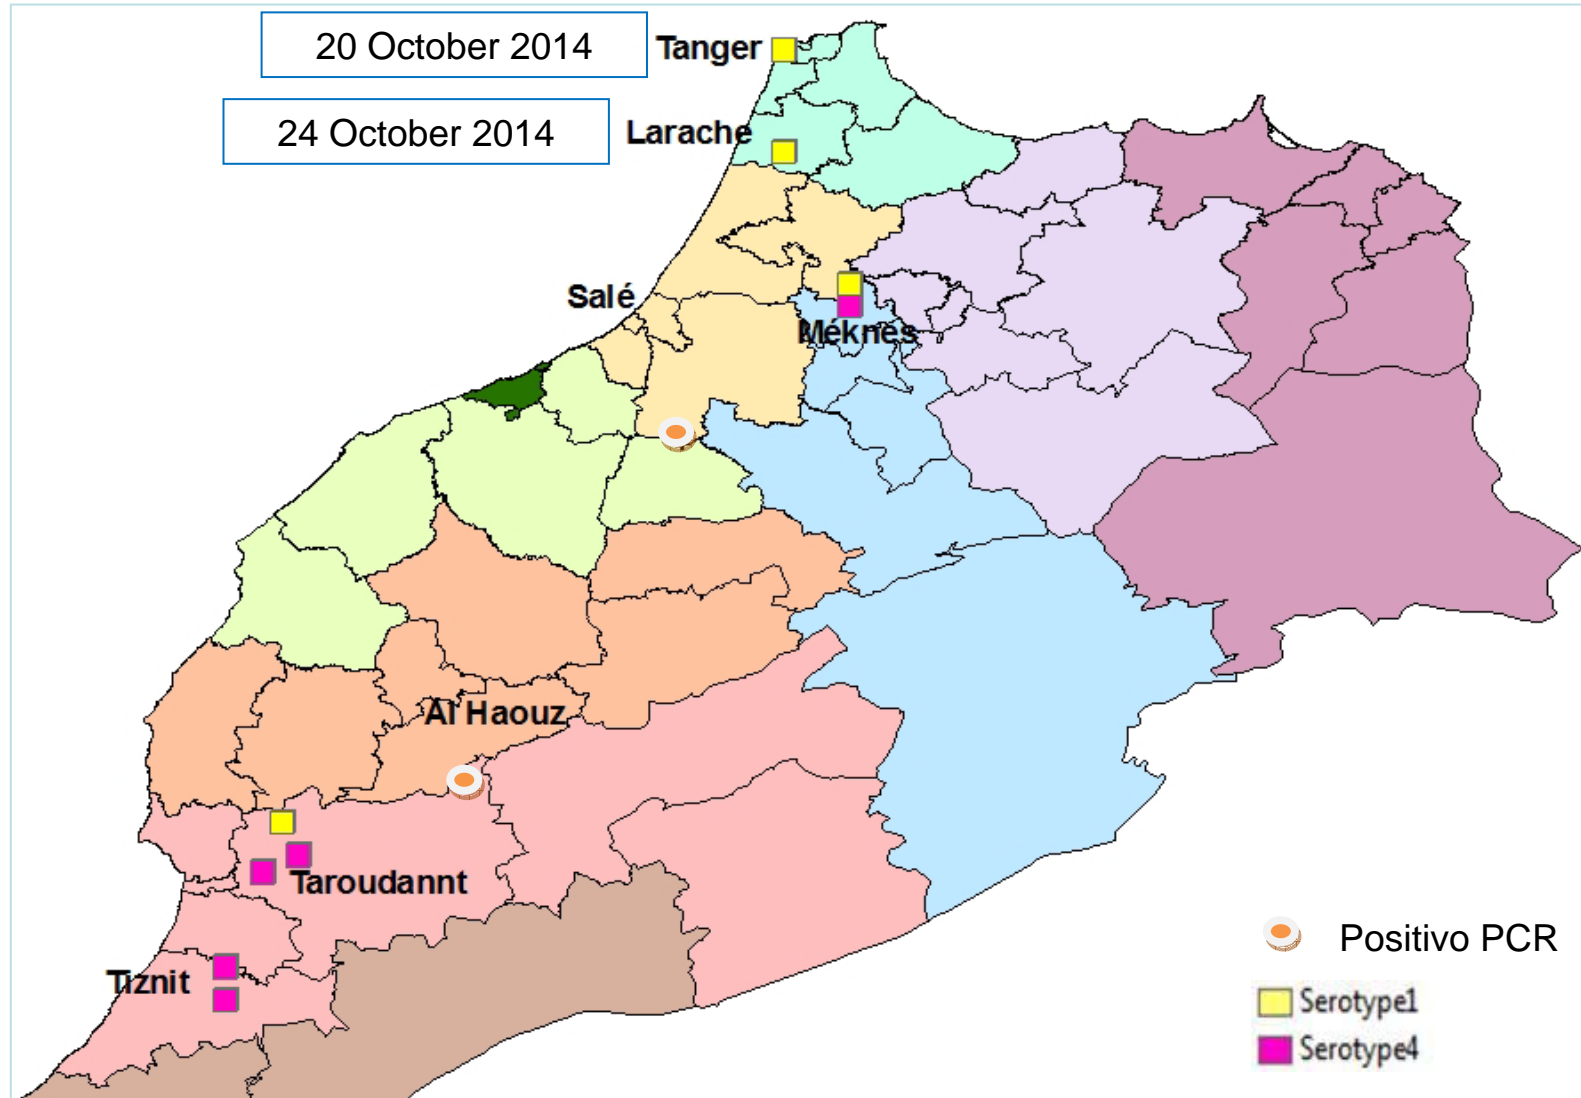 20 October 2014
Tanger
24 October 2014
Larache
Salé
Méknes
Al Haouz
Taroudannt
Tiznit
Positivo PCR
Serotype1
Serotype4